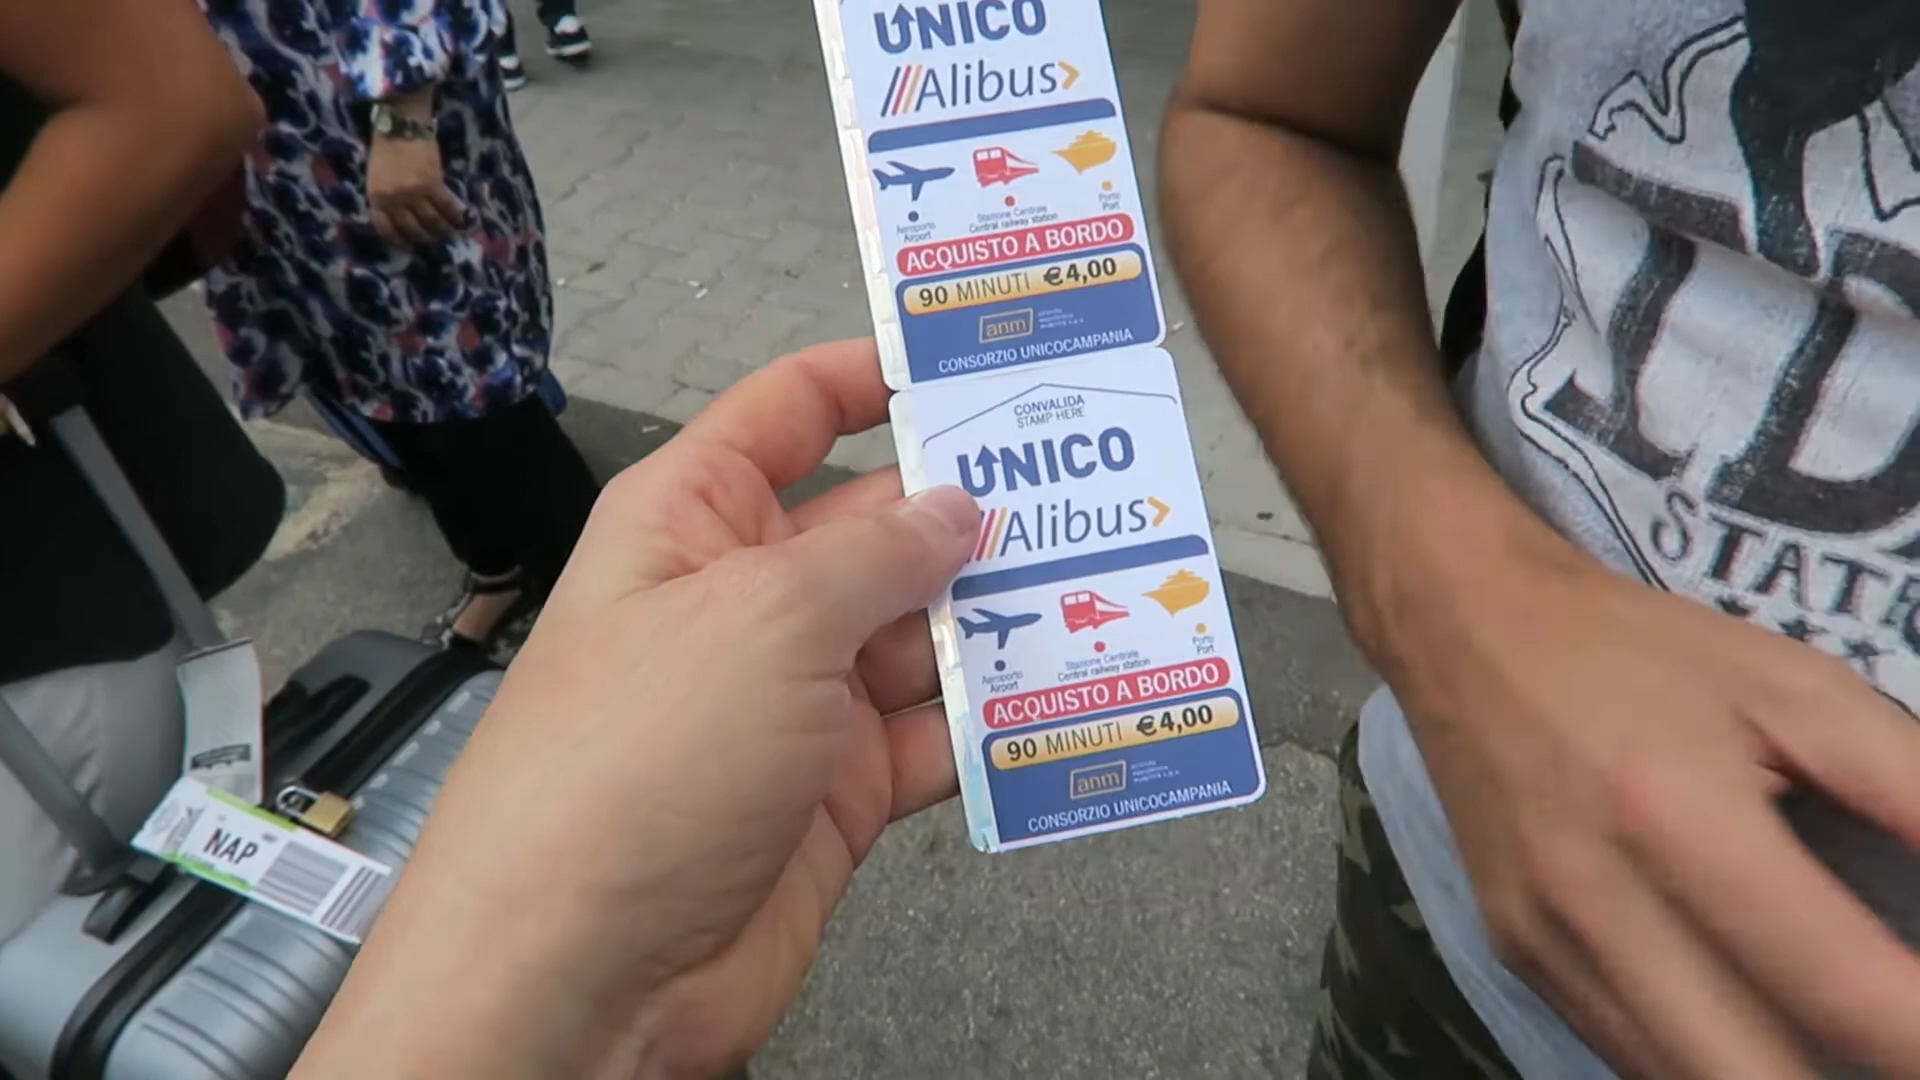 UNICO
Alibus
Aeroporto
Airport
Stazione Centrale
Central railway station
Porto
Port
ACQUISTO A BORDO
90 MINUTI €4,00
anm
CONSORZIO UNICOCAMPANIA
CONVALIDA
STAMP HERE
UNICO
Alibus
Aeroporto
Airport
Stazione Centrale
Central railway station
Porto
Port
ACQUISTO A BORDO
90 MINUTI €4,00
anm
CONSORZIO UNICOCAMPANIA
NAP
ID
STATE